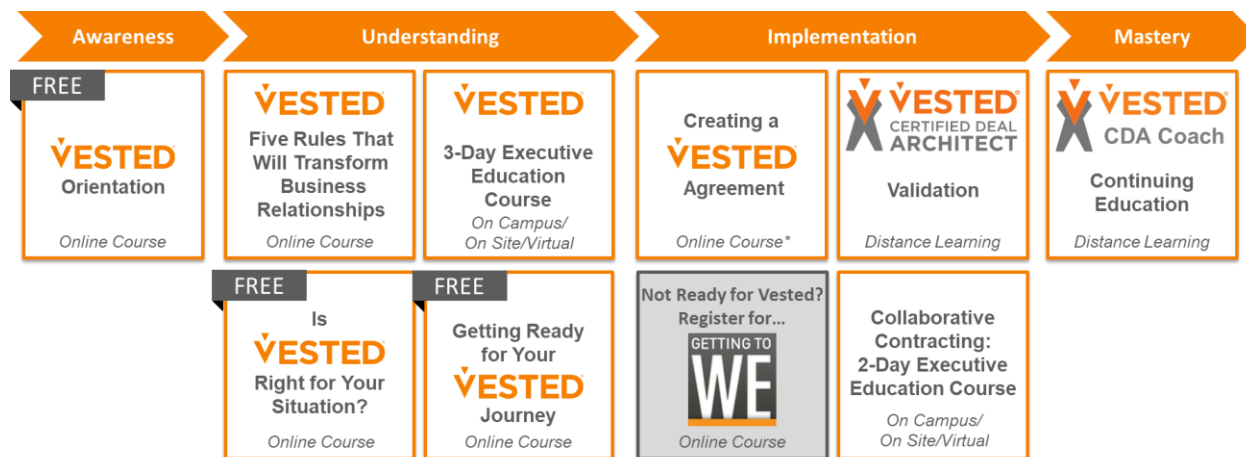 Awareness
Understanding
Implementation
Mastery
FREE
VESTED®
Orientation
Online Course
VESTED®
Five Rules That
Will Transform
Business
Relationships
Online Course
VESTED®
3-Day Executive
Education
Course
On Campus/
On Site/Virtual
Creating a
VESTED®
Agreement
Online Course*
VESTED®
CERTIFIED DEAL
ARCHITECT
Validation
Distance Learning
VESTED®
CDA Coach
Continuing
Education
Distance Learning
FREE
Is
VESTED®
Right for Your
Situation?
Online Course
FREE
Getting Ready
for Your
VESTED®
Journey
Online Course
Not Ready for Vested?
Register for...
GETTING TO
WE
Online Course
Collaborative
Contracting:
2-Day Executive
Education Course
On Campus/
On Site/Virtual